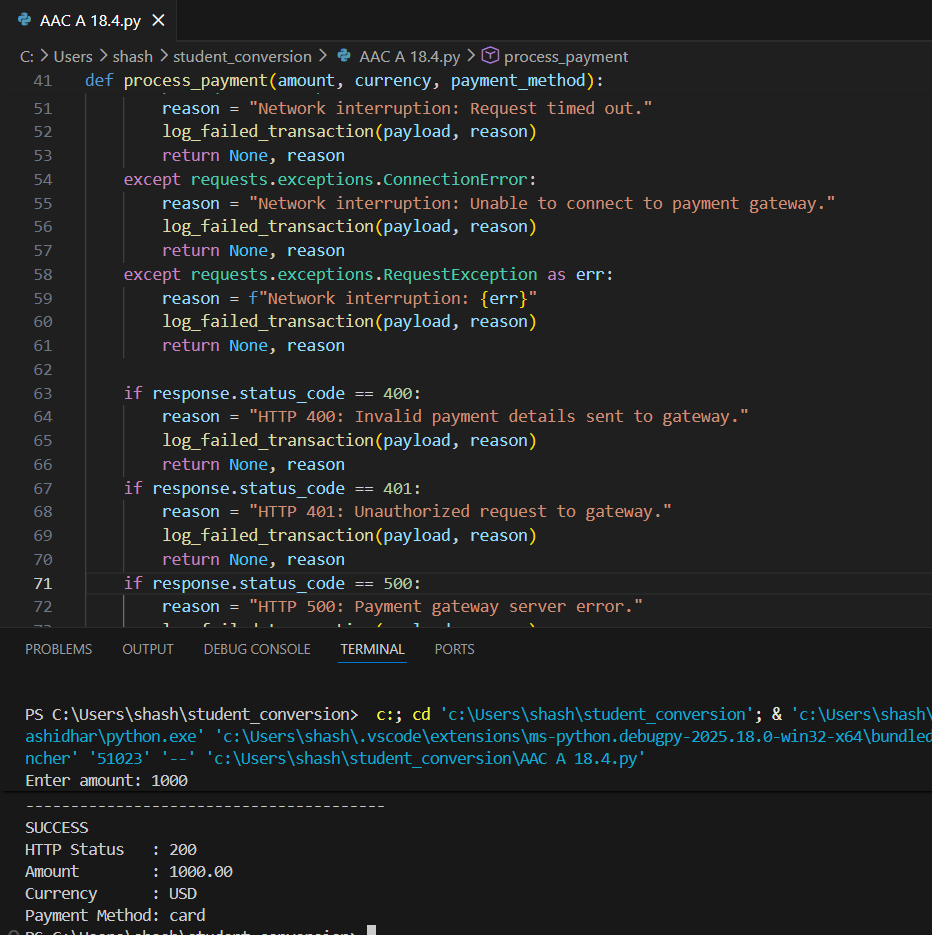 AAC A 18.4.py ×
C: > Users > shash > student_conversion > AAC A 18.4.py > process_payment
41 def process_payment(amount, currency, payment_method):
51 reason = "Network interruption: Request timed out."
52 log_failed_transaction(payload, reason)
53 return None, reason
54 except requests.exceptions.ConnectionError:
55 reason = "Network interruption: Unable to connect to payment gateway."
56 log_failed_transaction(payload, reason)
57 return None, reason
58 except requests.exceptions.RequestException as err:
59 reason = f"Network interruption: {err}"
60 log_failed_transaction(payload, reason)
61 return None, reason
62
63 if response.status_code == 400:
64 reason = "HTTP 400: Invalid payment details sent to gateway."
65 log_failed_transaction(payload, reason)
66 return None, reason
67 if response.status_code == 401:
68 reason = "HTTP 401: Unauthorized request to gateway."
69 log_failed_transaction(payload, reason)
70 return None, reason
71 if response.status_code == 500:
72 reason = "HTTP 500: Payment gateway server error."
PROBLEMS OUTPUT DEBUG CONSOLE TERMINAL PORTS
PS C:\Users\shash\student_conversion> c:; cd 'c:\Users\shash\student_conversion'; & 'c:\Users\shash\
ashidhar\python.exe' 'c:\Users\shash\.vscode\extensions\ms-python.debugpy-2025.18.0-win32-x64\bundled
ncher' '51023' '--' 'c:\Users\shash\student_conversion\AAC A 18.4.py'
Enter amount: 1000
----------------------------------------
SUCCESS
HTTP Status : 200
Amount : 1000.00
Currency : USD
Payment Method: card
PS C:\Users\shash\student_conversion>